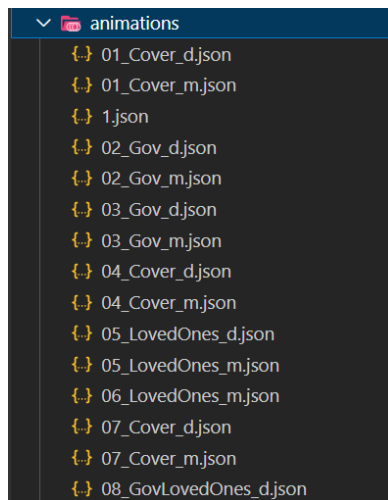 animations
{..} 01_Cover_d.json
{..} 01_Cover_m.json
{..} 1.json
{..} 02_Gov_d.json
{..} 02_Gov_m.json
{..} 03_Gov_d.json
{..} 03_Gov_m.json
{..} 04_Cover_d.json
{..} 04_Cover_m.json
{..} 05_LovedOnes_d.json
{..} 05_LovedOnes_m.json
{..} 06_LovedOnes_m.json
{..} 07_Cover_d.json
{..} 07_Cover_m.json
{..} 08_GovLovedOnes_d.json